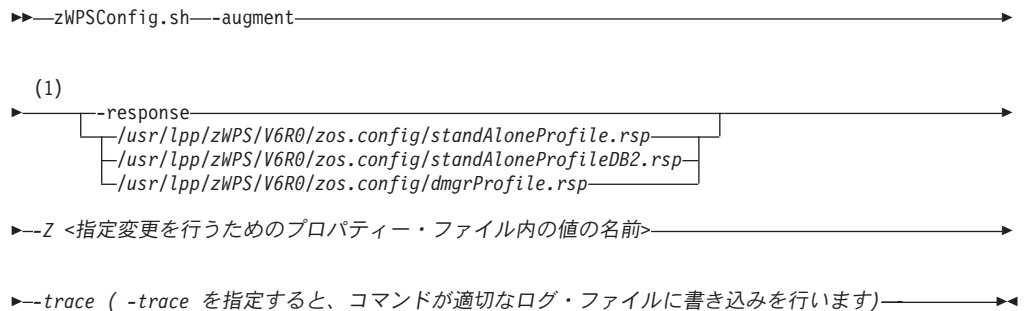 zWPSConfig.sh -augment
(1)
-response
/usr/lpp/zWPS/V6R0/zos.config/standAloneProfile.rsp
/usr/lpp/zWPS/V6R0/zos.config/standAloneProfileDB2.rsp
/usr/lpp/zWPS/V6R0/zos.config/dmgrProfile.rsp
-Z <指定変更を行うためのプロパティー・ファイル内の値の名前>
-trace ( -trace を指定すると、コマンドが適切なログ・ファイルに書き込みを行います)